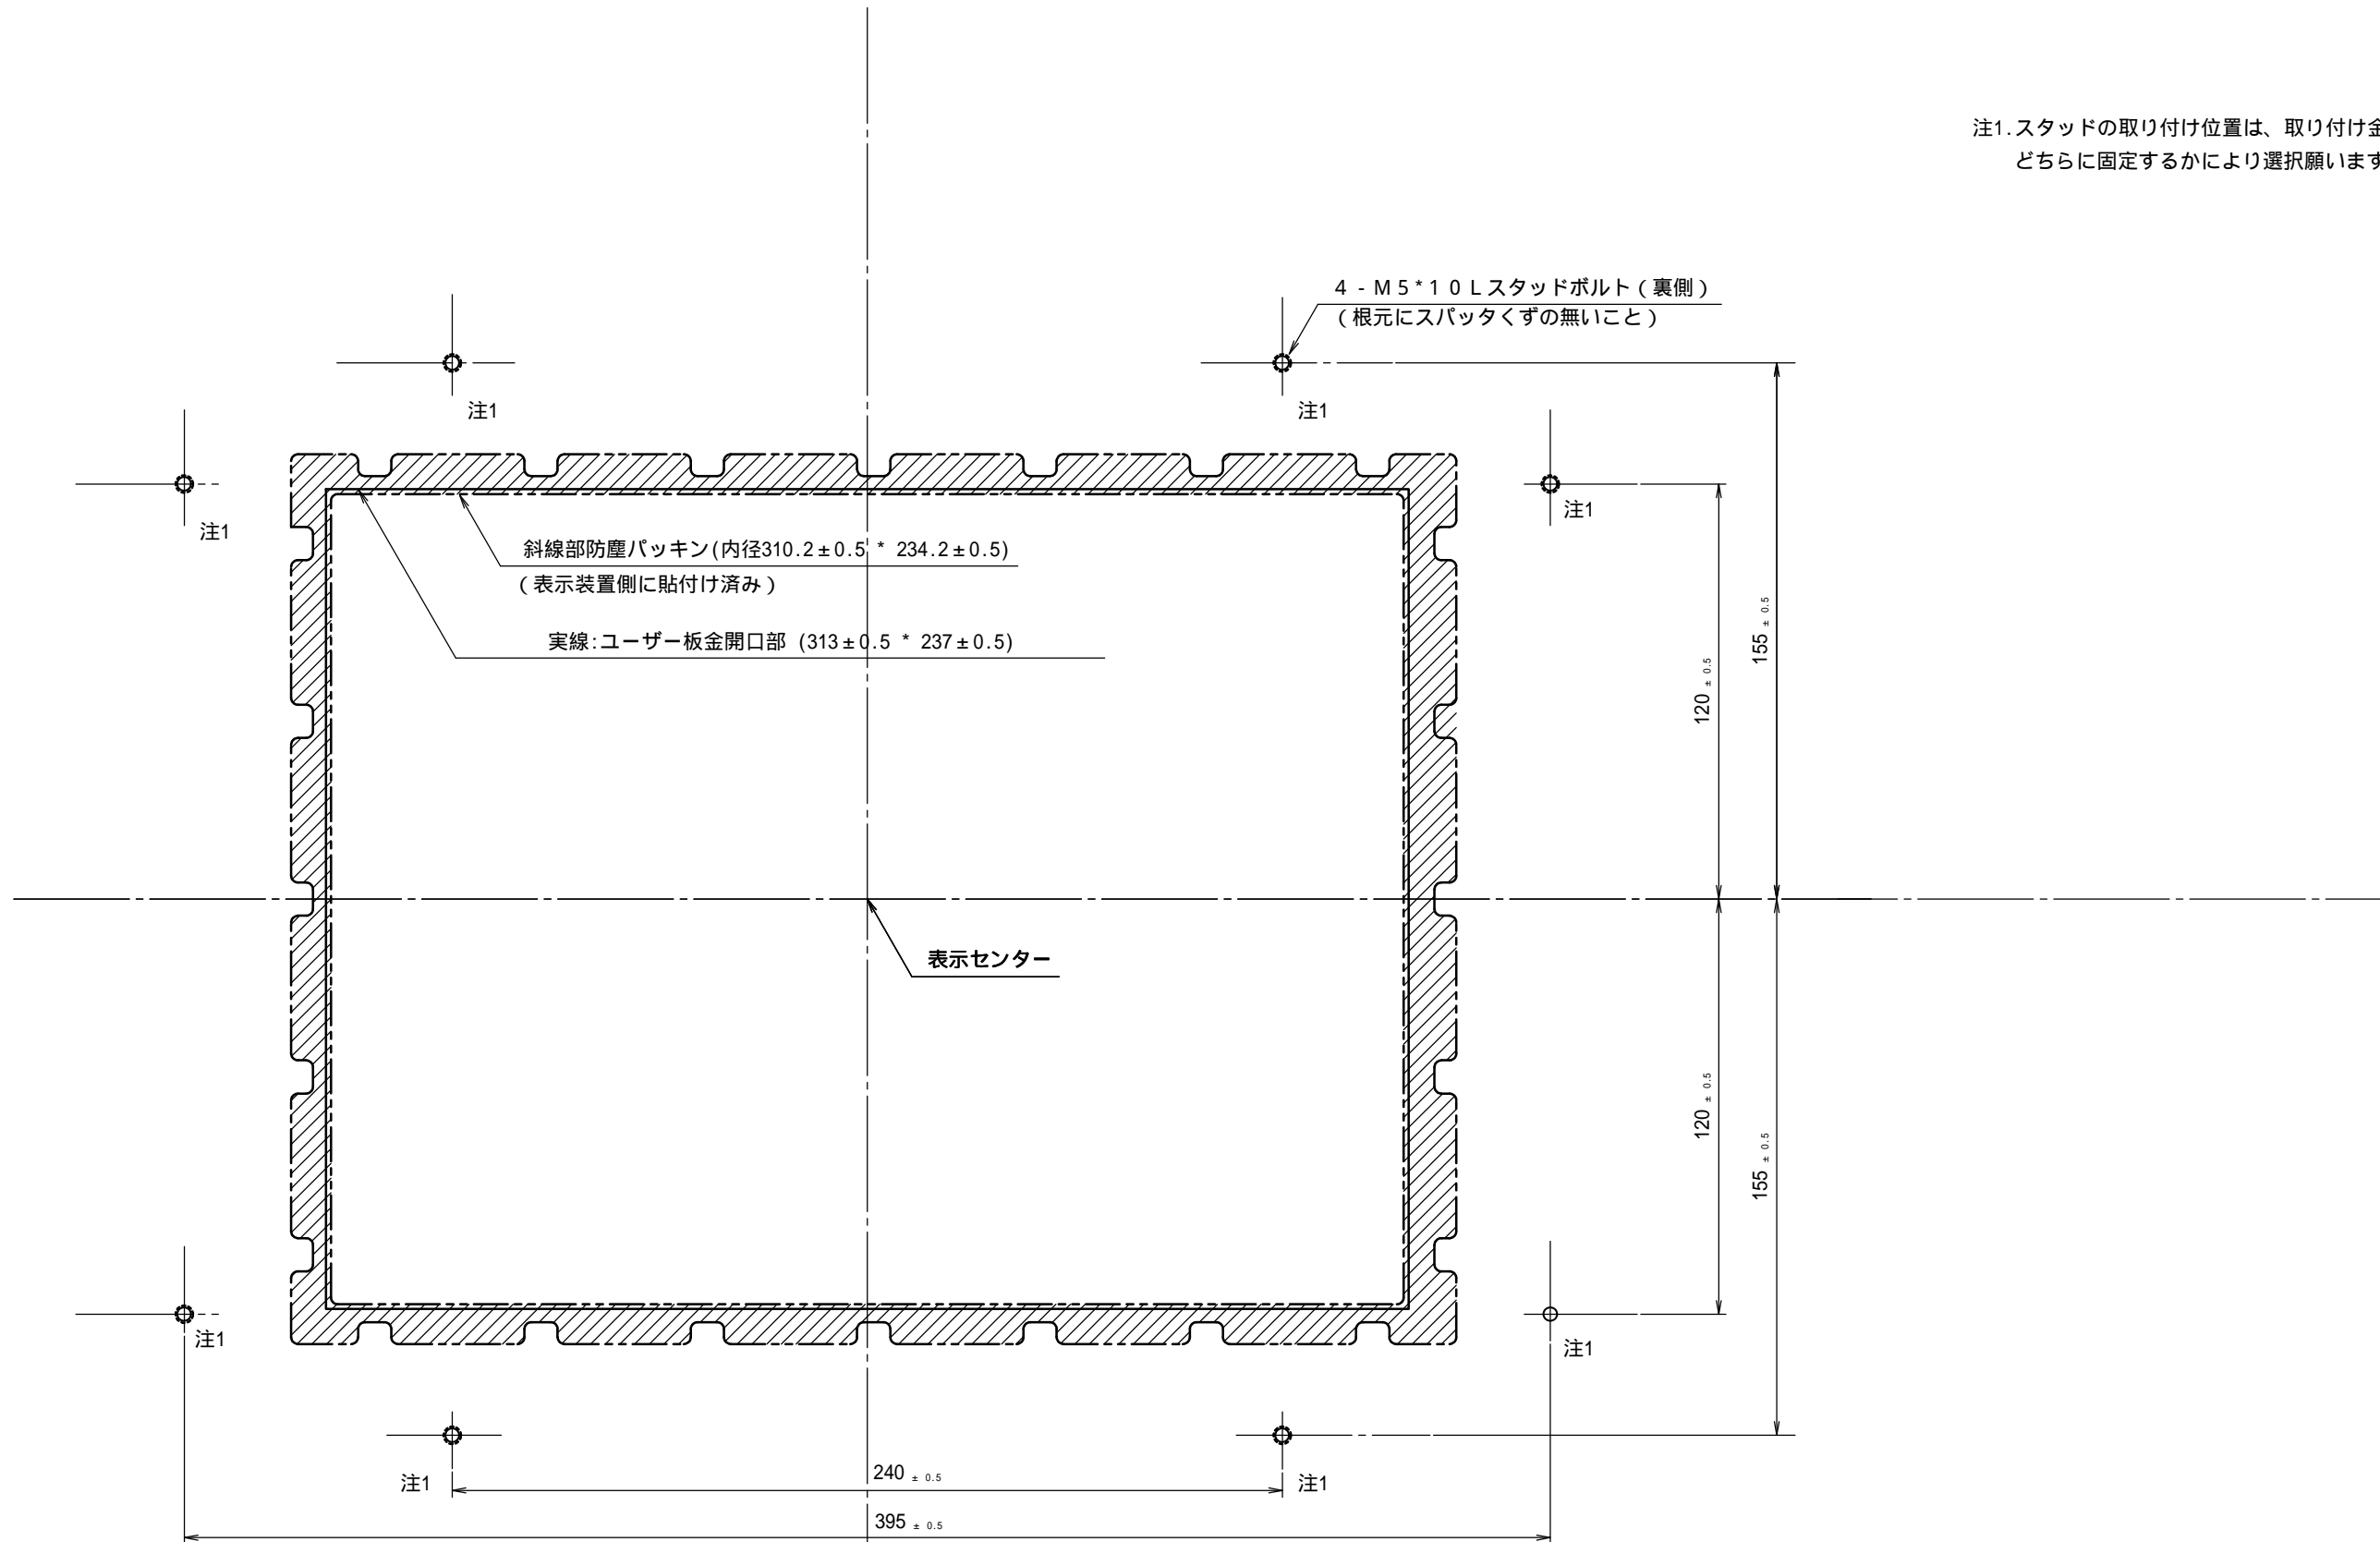 注1.スタッドの取り付け位置は、取り付け金
どちらに固定するかにより選択願います
4-M5*10Lスタッドボルト(裏側)
(根元にスパッタくずの無いこと)
注1
注1
注1
注1
斜線部防塵パッキン(内径310.2±0.5 * 234.2±0.5)
(表示装置側に貼付け済み)
実線:ユーザー板金開口部 (313±0.5 * 237±0.5)
155 ± 0.5
120 ± 0.5
表示センター
120 ± 0.5
155 ± 0.5
注1
注1
注1
240 ± 0.5
注1
395 ± 0.5